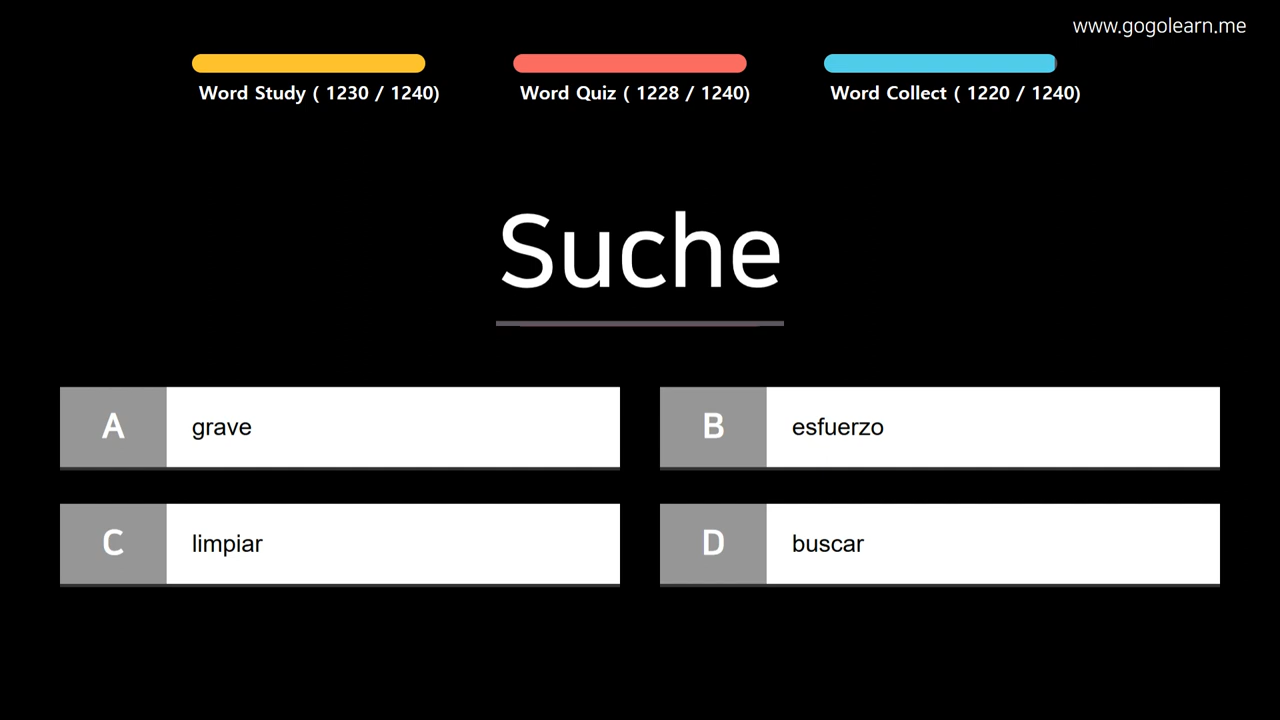 www.gogolearn.me
Word Study ( 1230 / 1240)
Word Quiz ( 1228 / 1240)
Word Collect ( 1220 / 1240)
Suche
A grave
B esfuerzo
C limpiar
D buscar